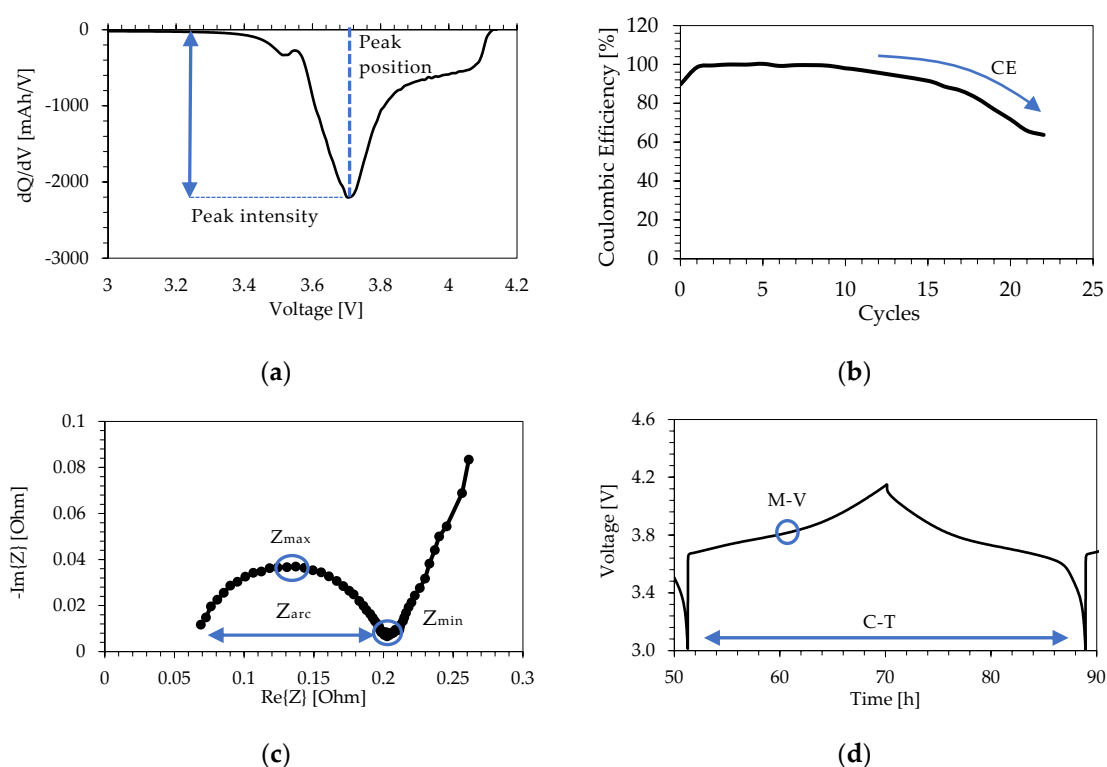 0
-1000
-2000
-3000
dQ/dV [mAh/V]
Peak
position
Peak intensity
3 3.2 3.4 3.6 3.8 4 4.2
Voltage [V]
(a)
120
100
80
60
40
20
0
Coulombic Efficiency [%]
CE
0 5 10 15 20 25
Cycles
(b)
0.1
0.08
0.06
0.04
0.02
0
-Im{Z} [Ohm]
Zmax
Zarc
Zmin
0 0.05 0.1 0.15 0.2 0.25 0.3
Re{Z} [Ohm]
(c)
4.6
4.2
3.8
3.4
3.0
Voltage [V]
M-V
C-T
50 60 70 80 90
Time [h]
(d)